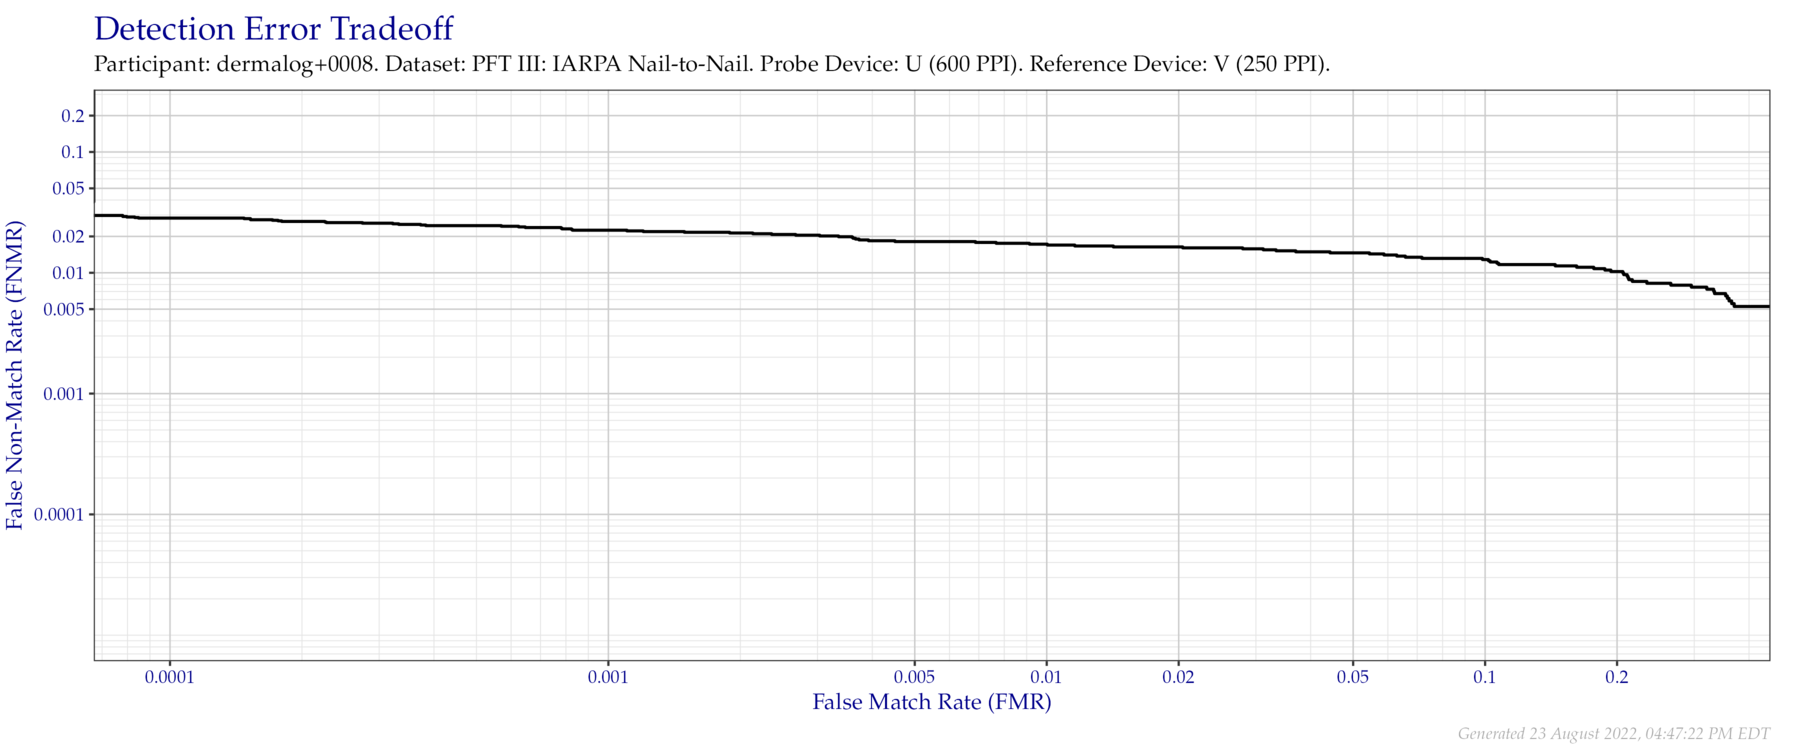 Detection Error Tradeoff
Participant: dermalog+0008. Dataset: PFT III: IARPA Nail-to-Nail. Probe Device: U (600 PPI). Reference Device: V (250 PPI).
False Non-Match Rate (FNMR)
0.2
0.1
0.05
0.02
0.01
0.005
0.001
0.0001
0.0001 0.001 0.005 0.01 0.02 0.05 0.1 0.2
False Match Rate (FMR)
Generated 23 August 2022, 04:47:22 PM EDT